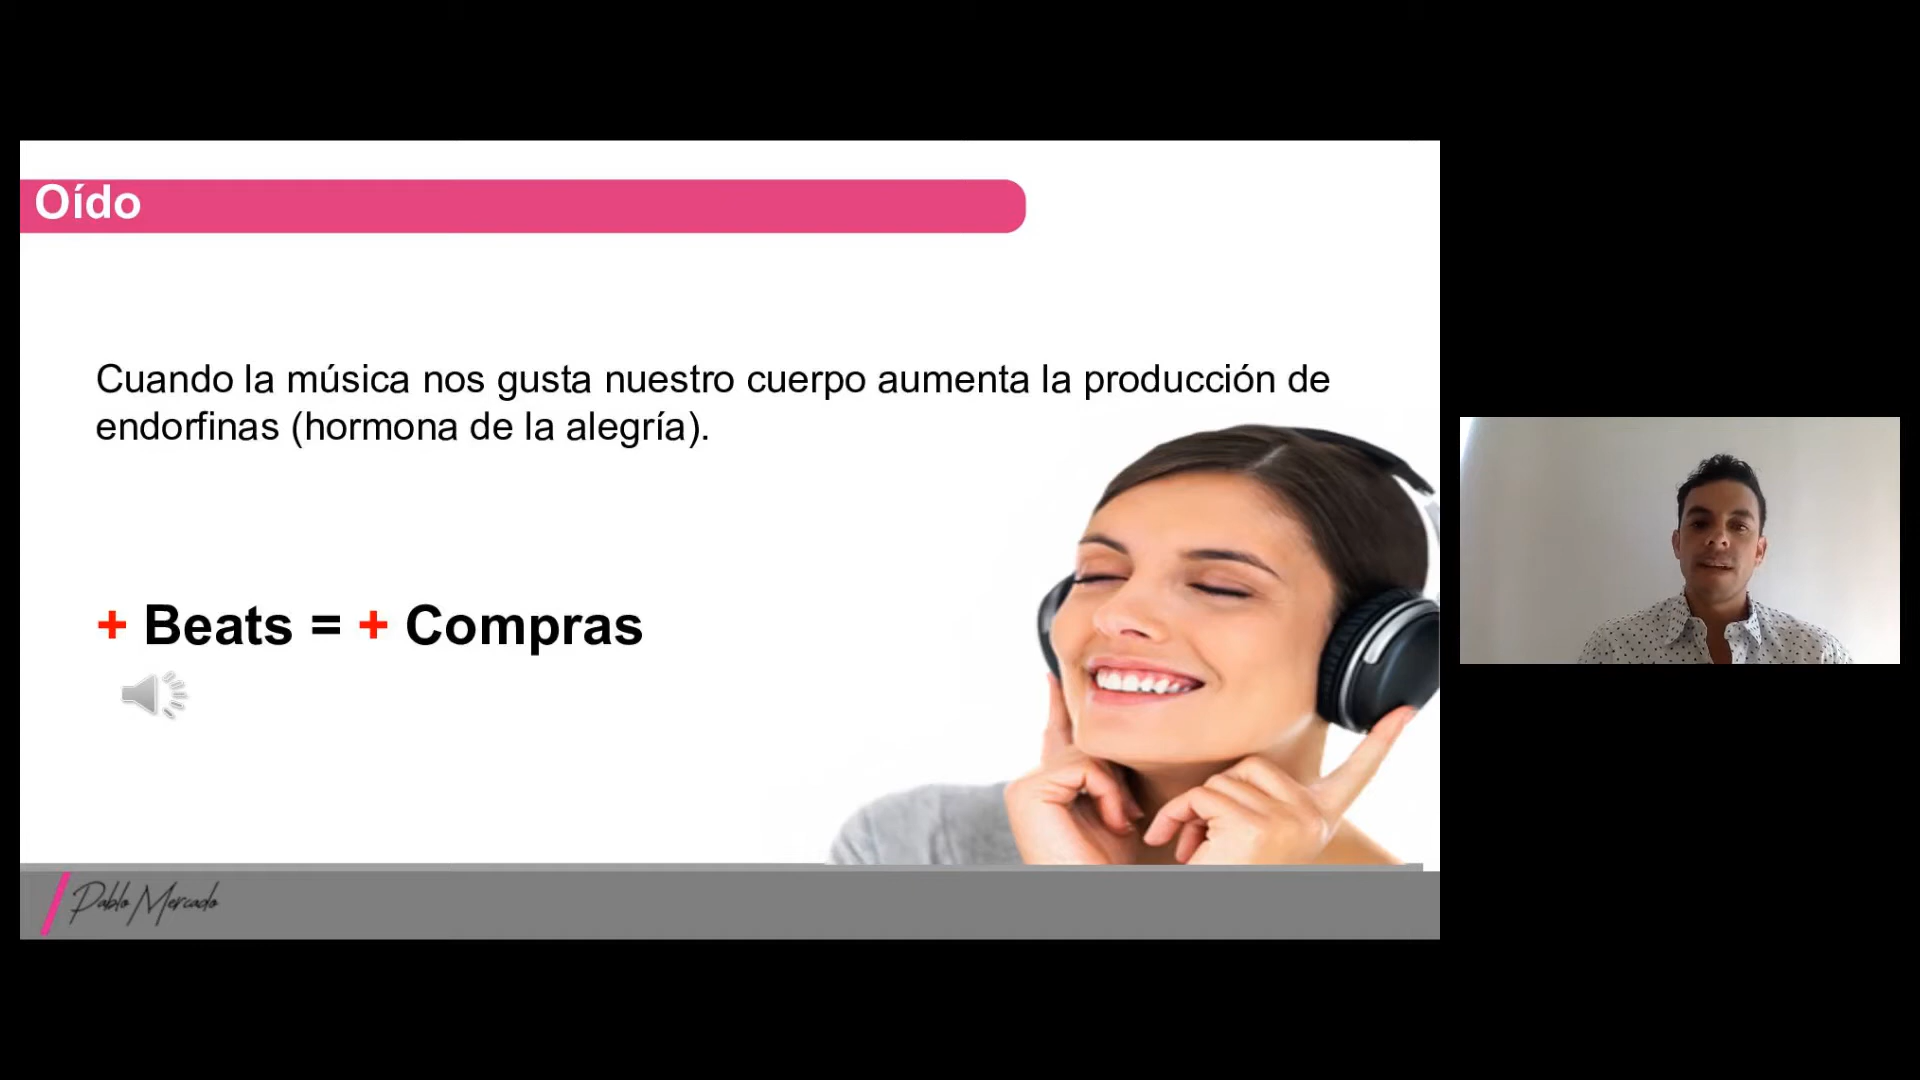 Oído
Cuando la música nos gusta nuestro cuerpo aumenta la producción de
endorfinas (hormona de la alegría).
+ Beats = + Compras
Pablo Mercado